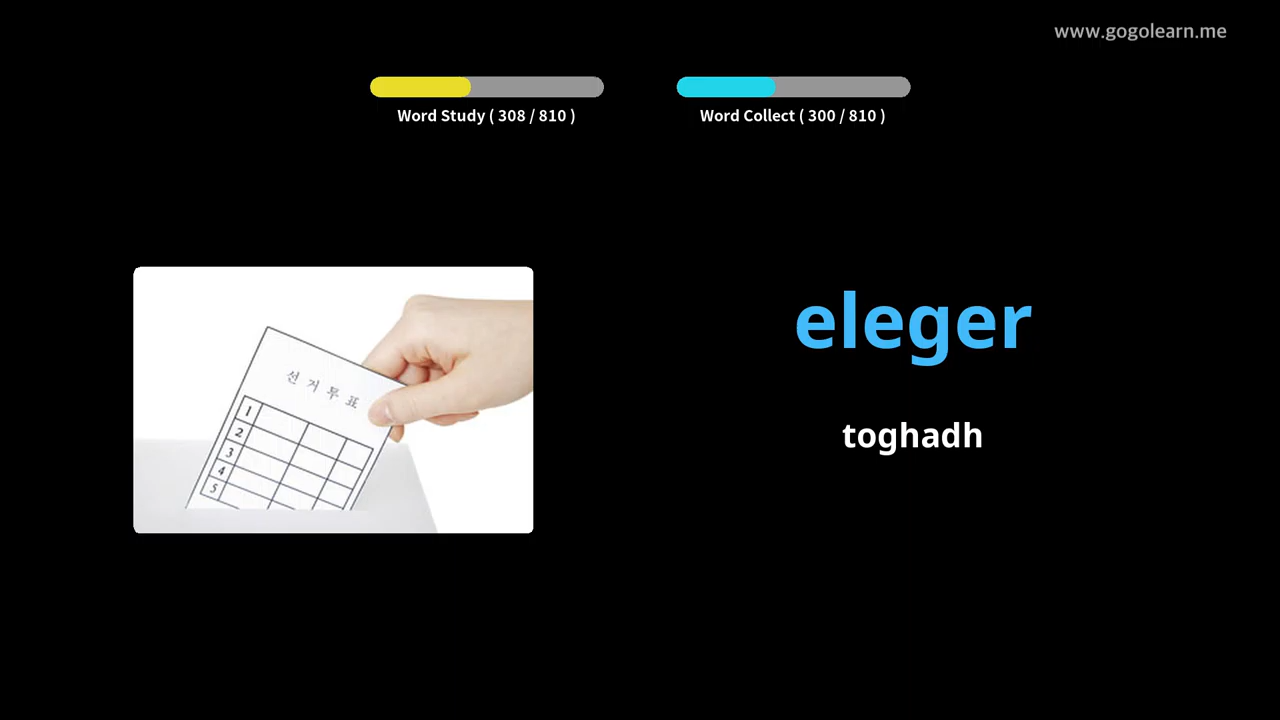 www.gogolearn.me
Word Study ( 308 / 810 )
Word Collect ( 300 / 810 )
선거투표
1
2
3
4
5
eleger
toghadh